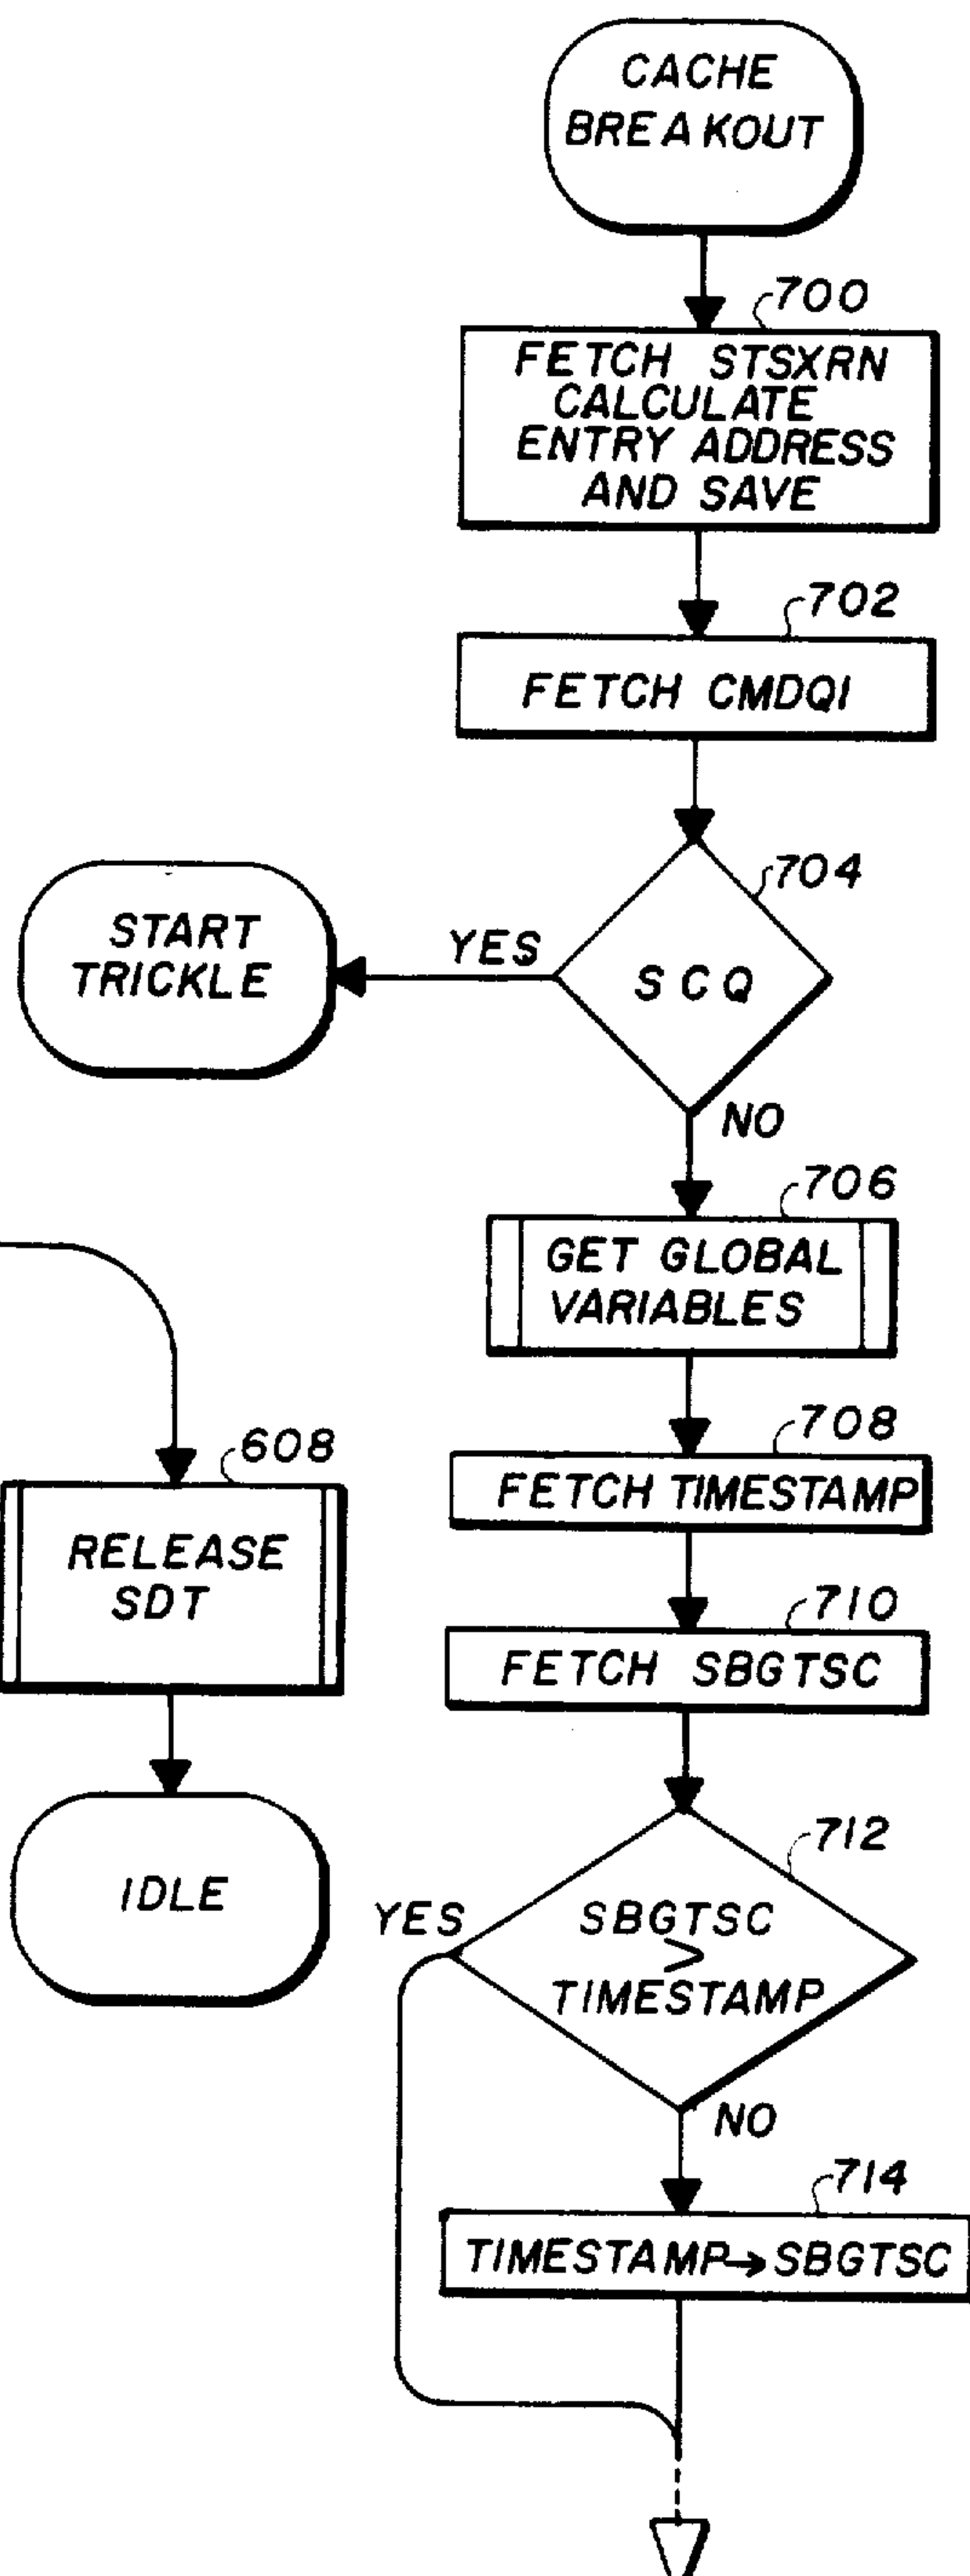 CACHE
BREAKOUT
700
FETCH STSXRN
CALCULATE
ENTRY ADDRESS
AND SAVE
702
FETCH CMDQI
704
SCQ
YES
START
TRICKLE
NO
706
GET GLOBAL
VARIABLES
708
FETCH TIMESTAMP
608
RELEASE
SDT
710
FETCH SBGTSC
IDLE
712
YES
SBGTSC
>
TIMESTAMP
NO
714
TIMESTAMP→SBGTSC